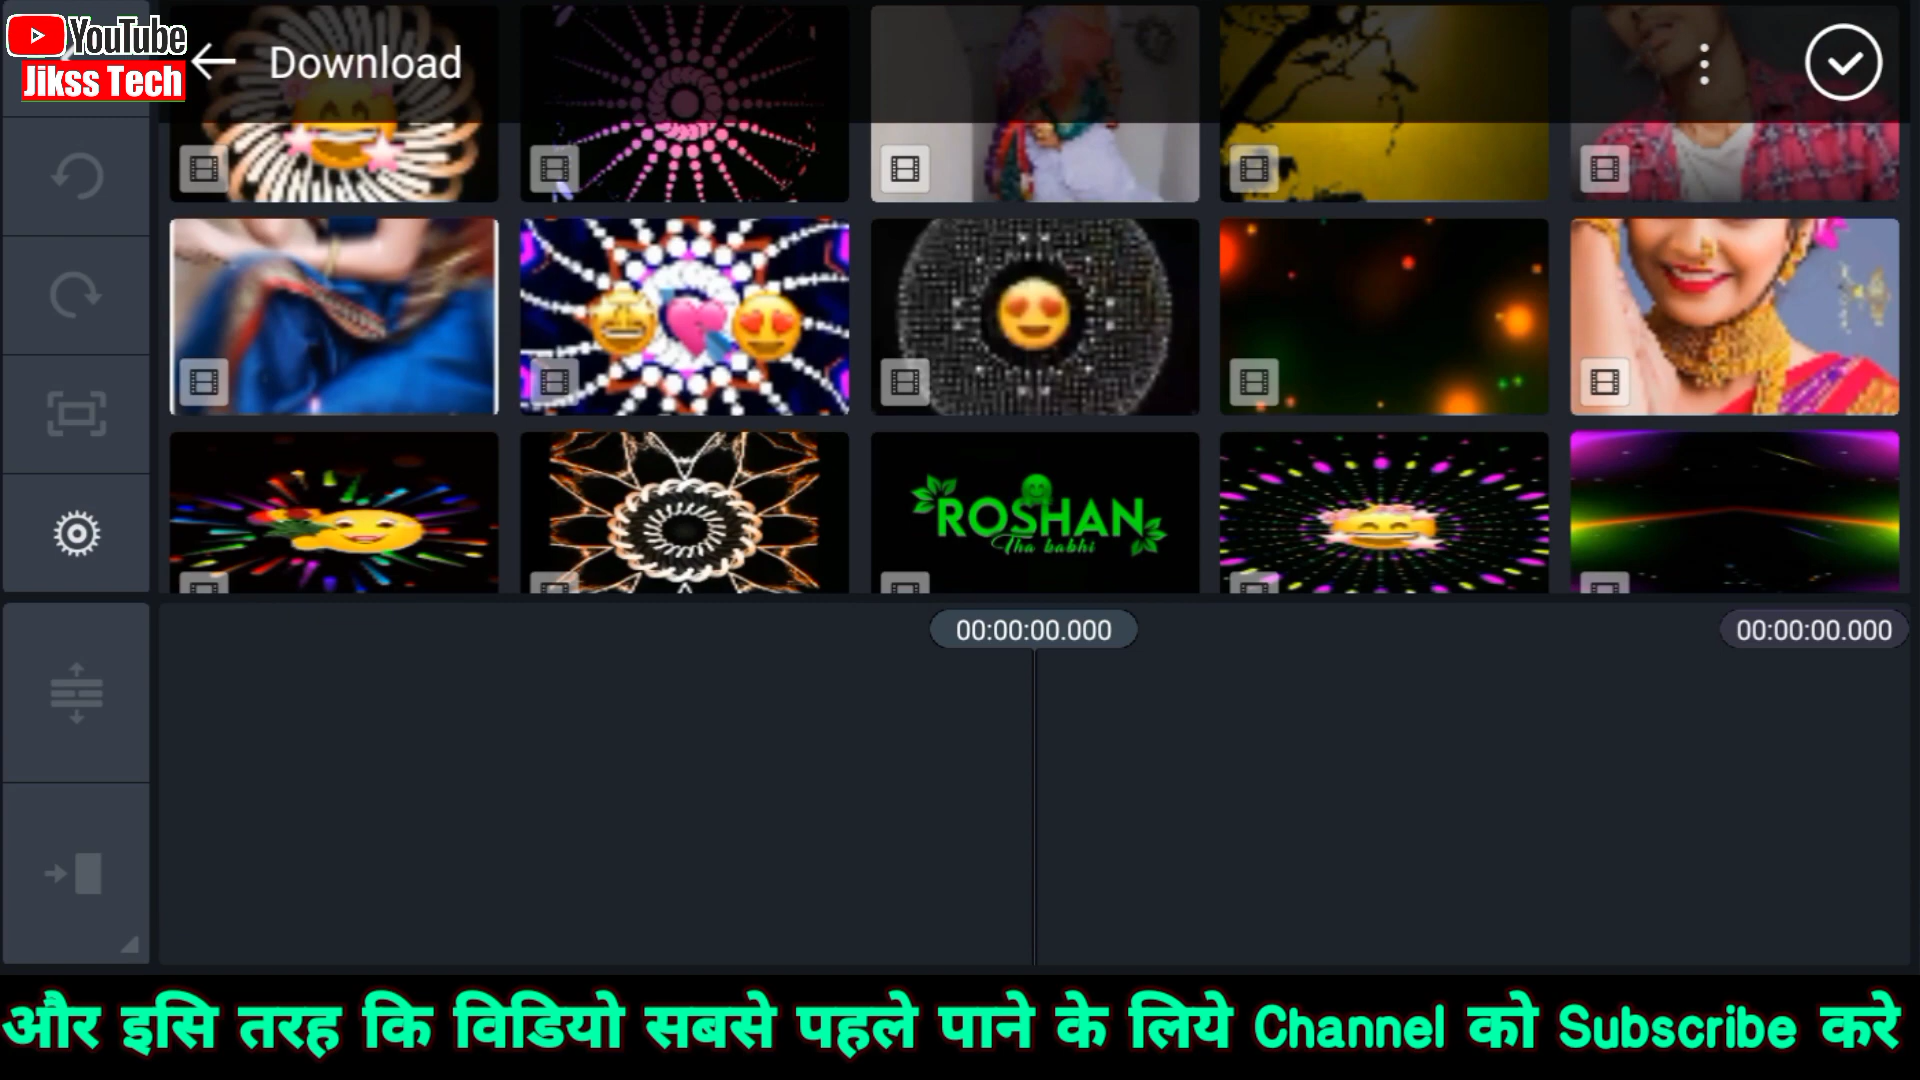 YouTube
Jikss Tech
Download
ROSHAN
Tha babhi
00:00:00.000
00:00:00.000
और इसि तरह कि विडियो सबसे पहले पाने के लिये Channel को Subscribe करे